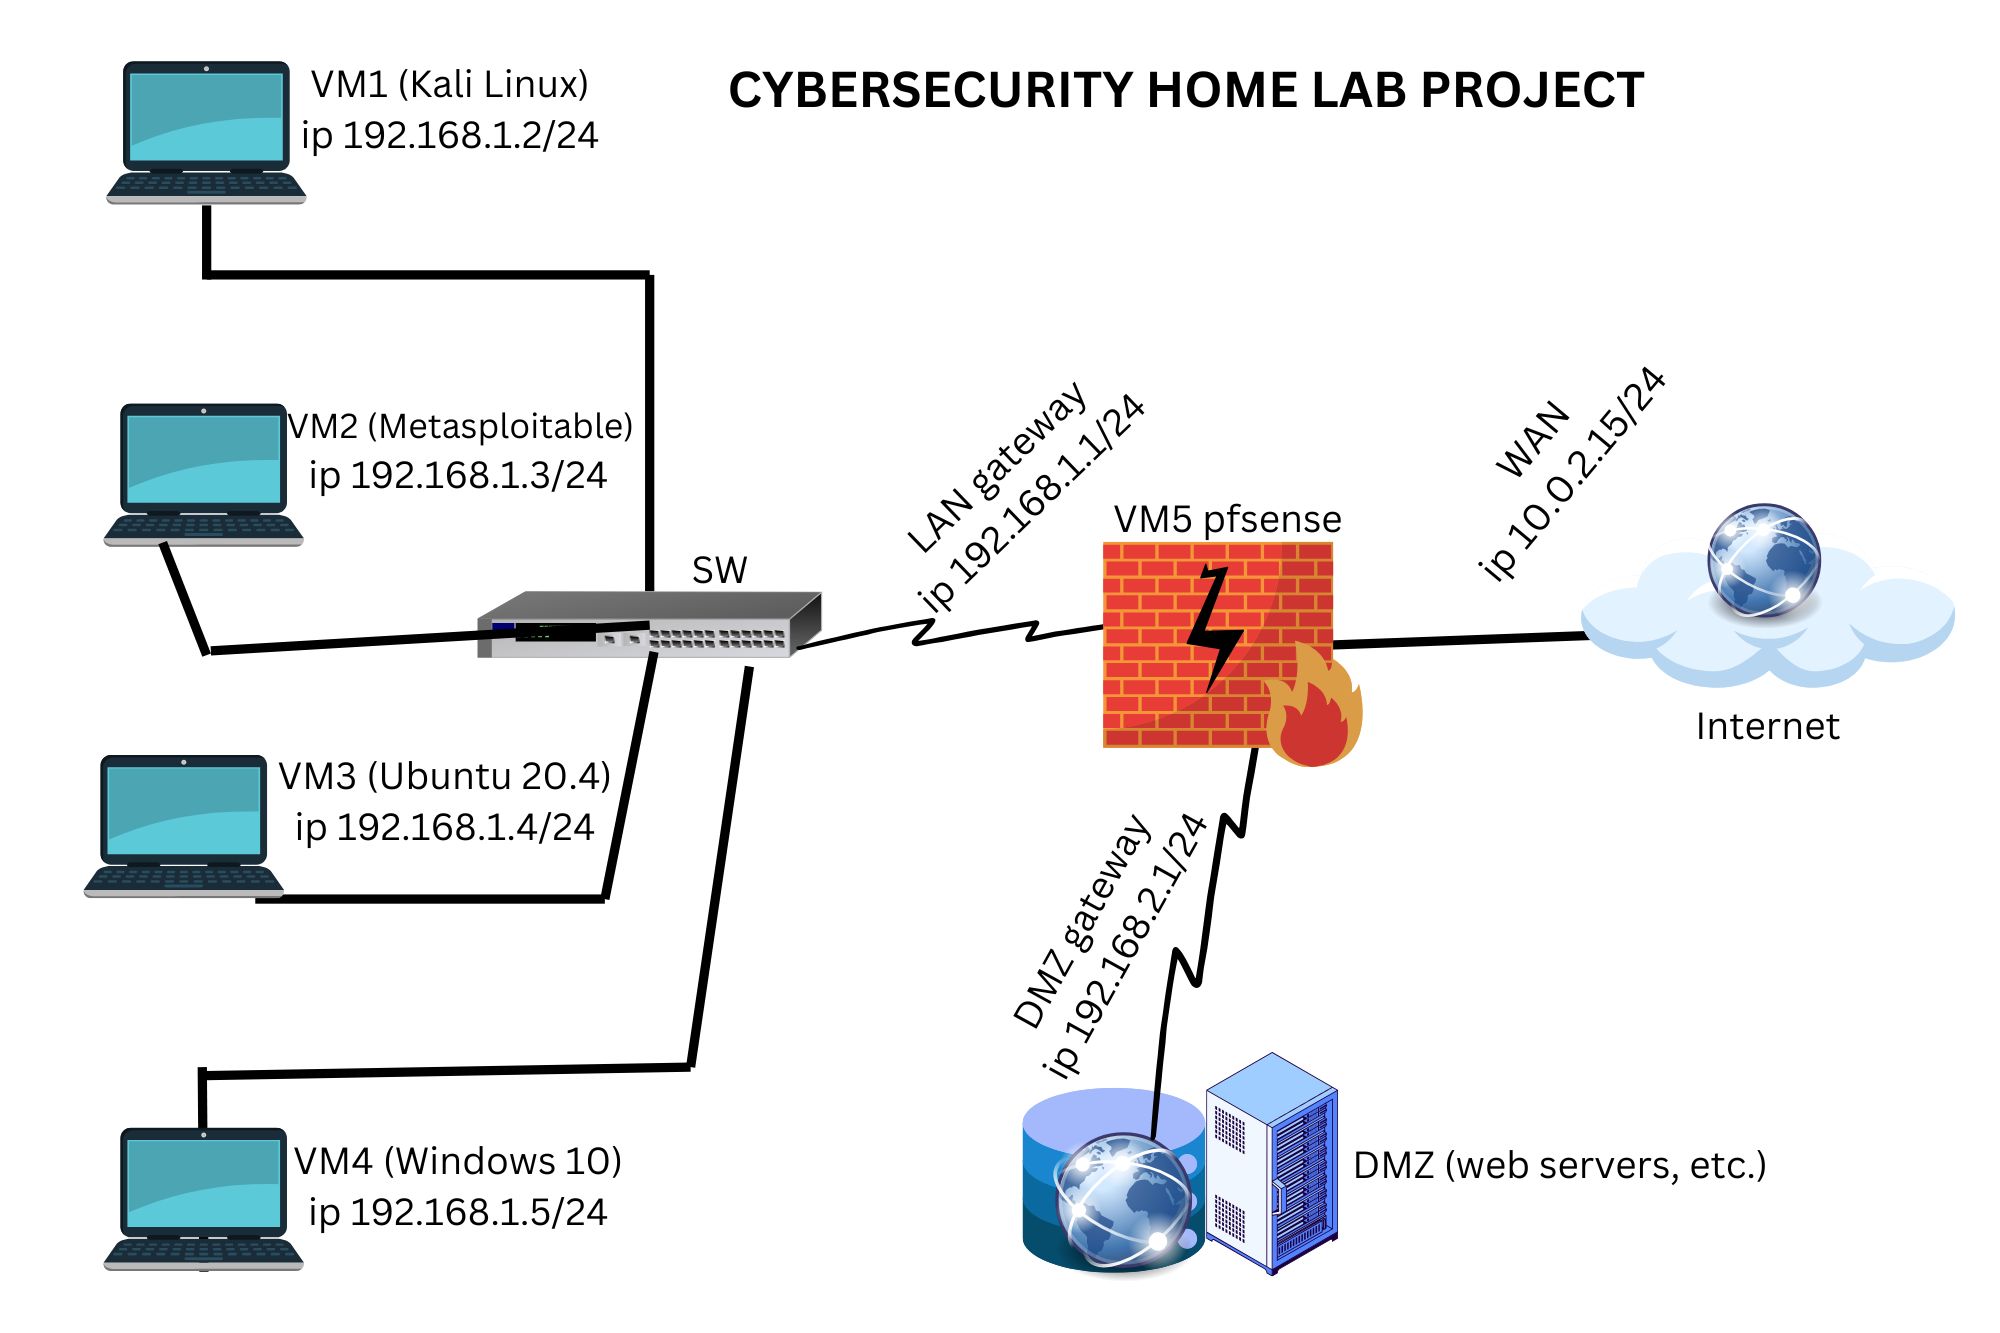 CYBERSECURITY HOME LAB PROJECT
VM1 (Kali Linux)
ip 192.168.1.2/24
VM2 (Metasploitable)
ip 192.168.1.3/24
SW
LAN gateway
ip 192.168.1.1/24
VM5 pfsense
WAN
ip 10.0.2.15/24
Internet
VM3 (Ubuntu 20.4)
ip 192.168.1.4/24
DMZ gateway
ip 192.168.2.1/24
VM4 (Windows 10)
ip 192.168.1.5/24
DMZ (web servers, etc.)